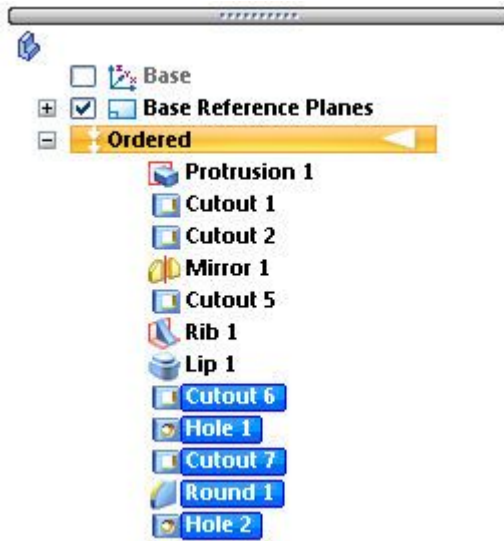 Base
Base Reference Planes
Ordered
Protrusion 1
Cutout 1
Cutout 2
Mirror 1
Cutout 5
Rib 1
Lip 1
Cutout 6
Hole 1
Cutout 7
Round 1
Hole 2